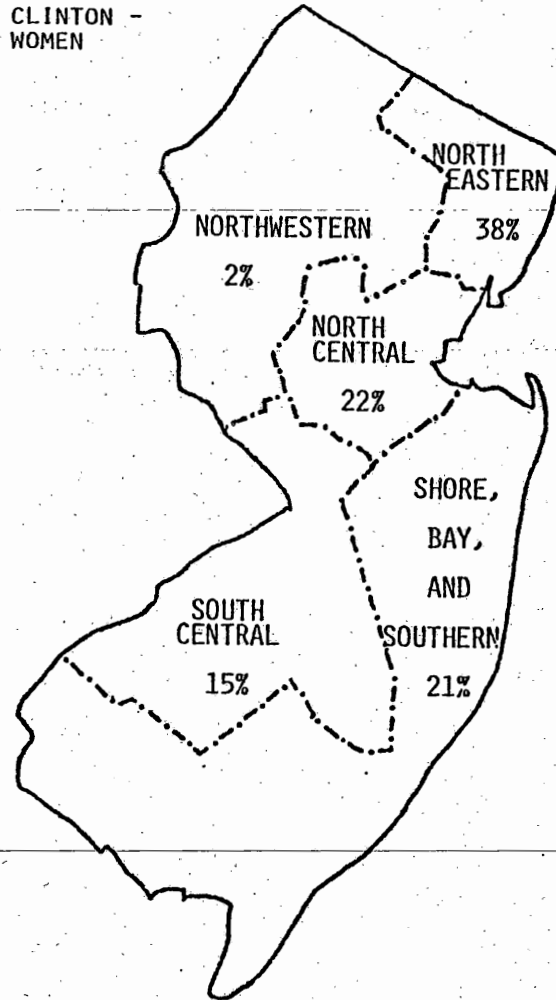 CLINTON -
WOMEN
NORTH
EASTERN
38%
NORTHWESTERN
2%
NORTH
CENTRAL
22%
SHORE,
BAY,
AND
SOUTHERN
21%
SOUTH
CENTRAL
15%